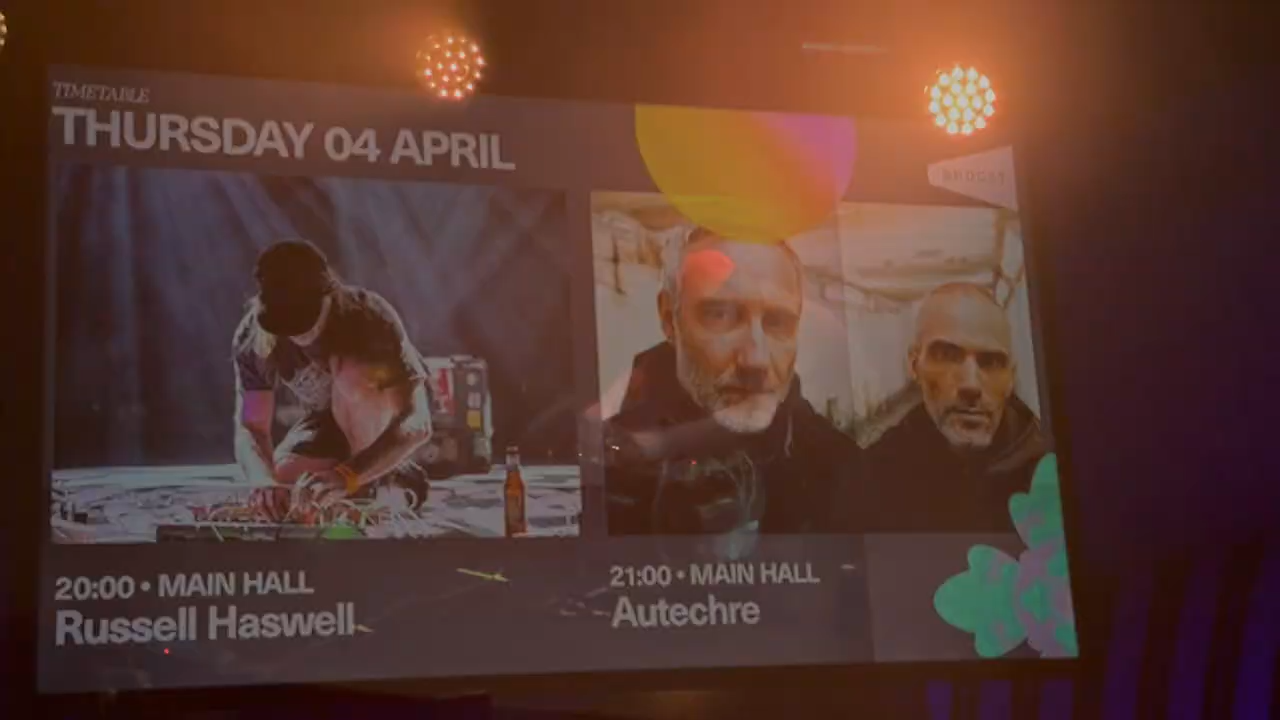 TIMETABLE
THURSDAY 04 APRIL
20:00 • MAIN HALL
Russell Haswell
21:00 • MAIN HALL
Autechre